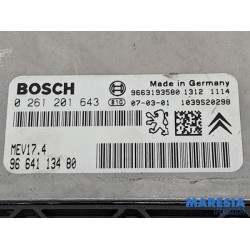 BOSCH
Made in Germany
9663193580 1312 1114
0 261 201 643 B10 07-03-01 1039S20298
MEV17.4
96 641 134 80
MARESIA